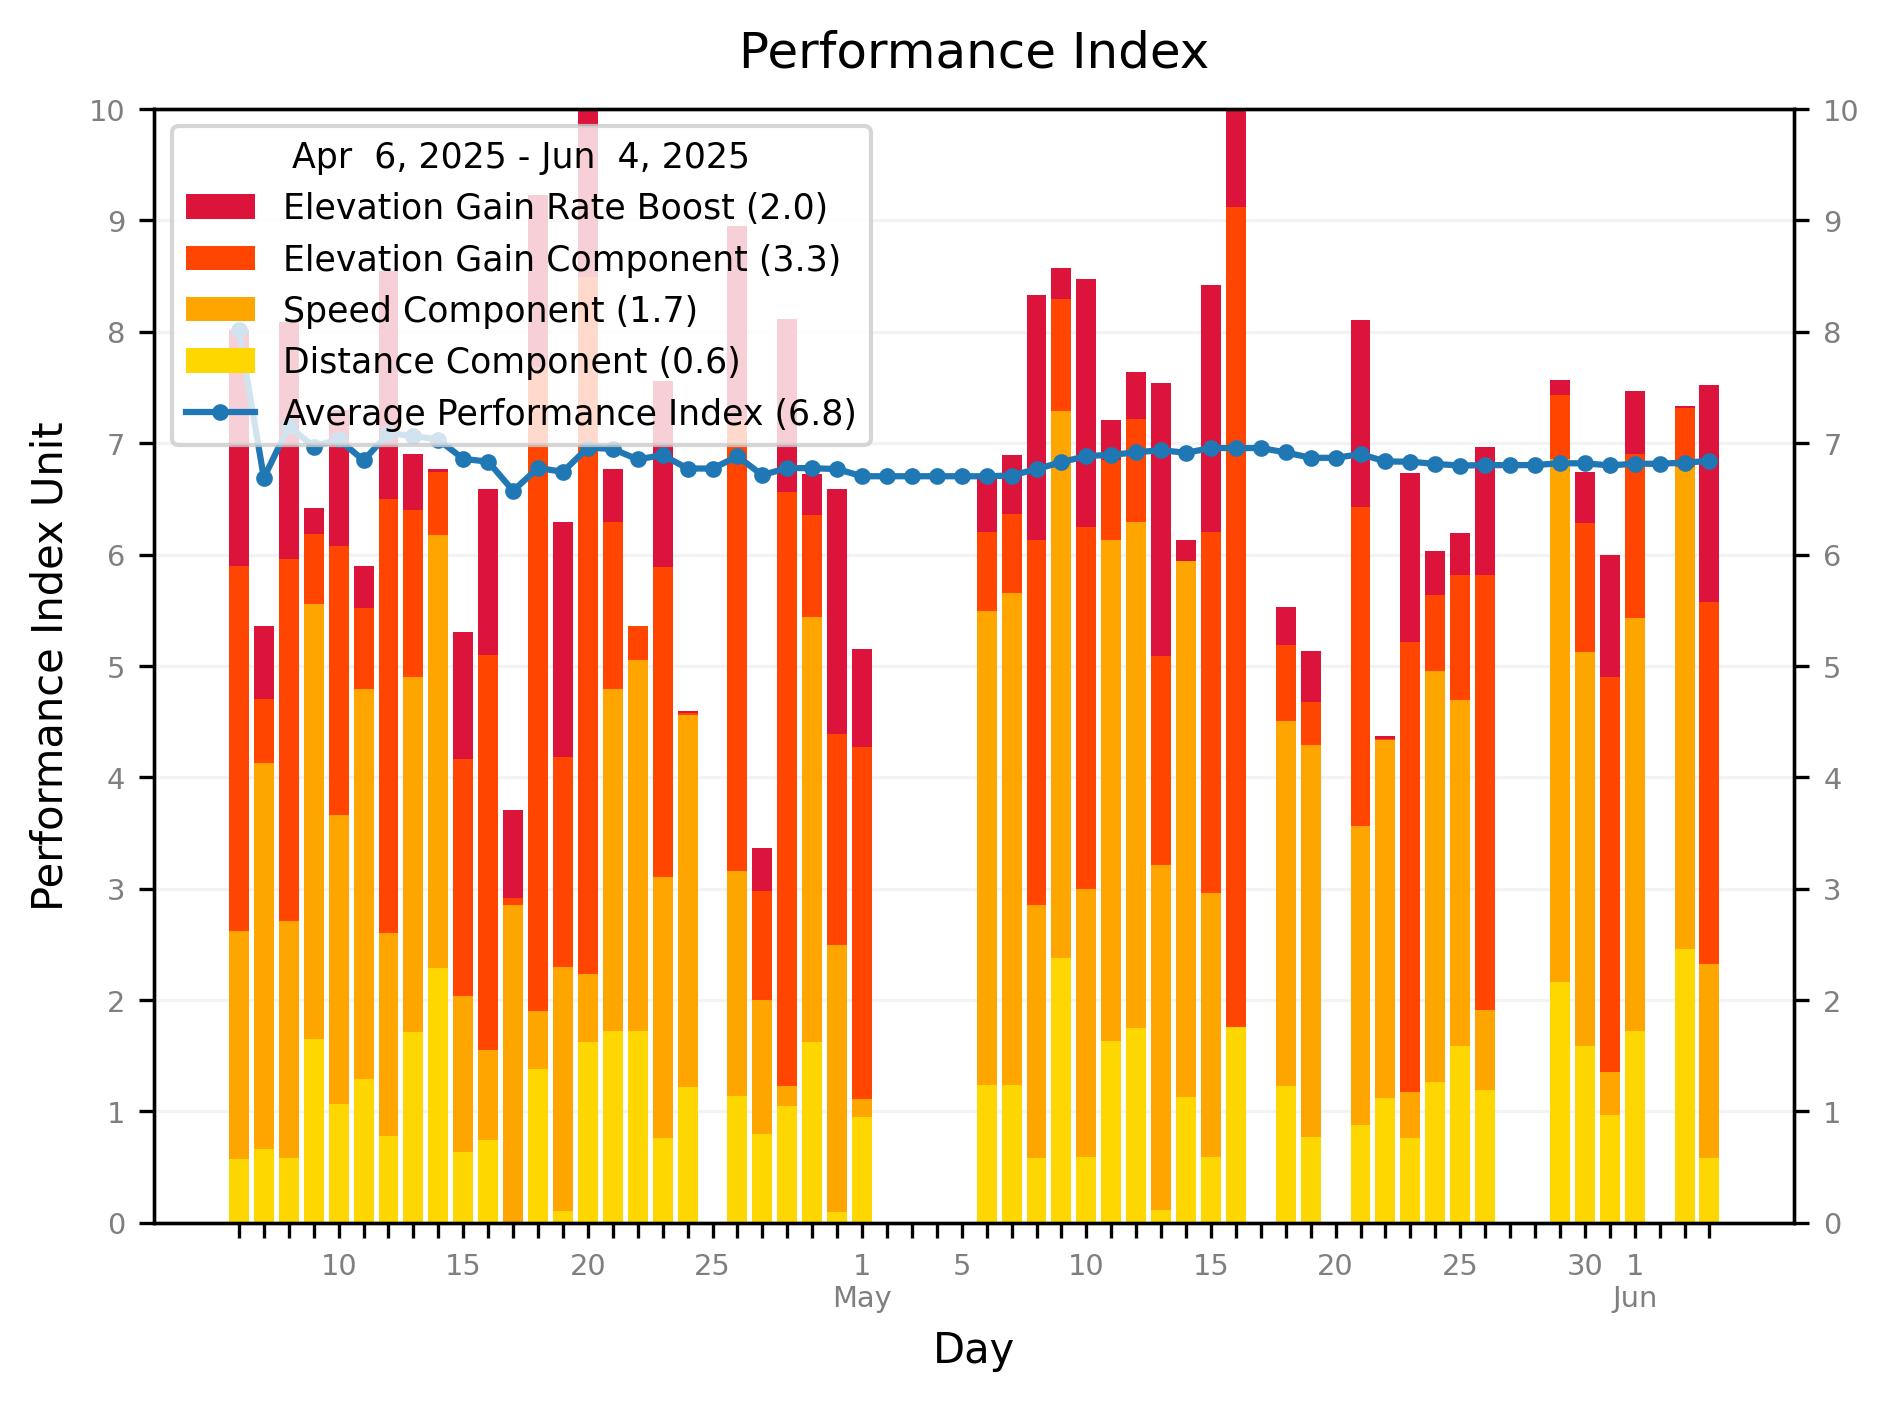 Performance Index
Apr  6, 2025 - Jun  4, 2025
Elevation Gain Rate Boost (2.0)
Elevation Gain Component (3.3)
Speed Component (1.7)
Distance Component (0.6)
Average Performance Index (6.8)
Performance Index Unit
10
9
8
7
6
5
4
3
2
1
0
10
9
8
7
6
5
4
3
2
1
0
10 15 20 25 1 5 10 15 20 25 30 1
May Jun
Day